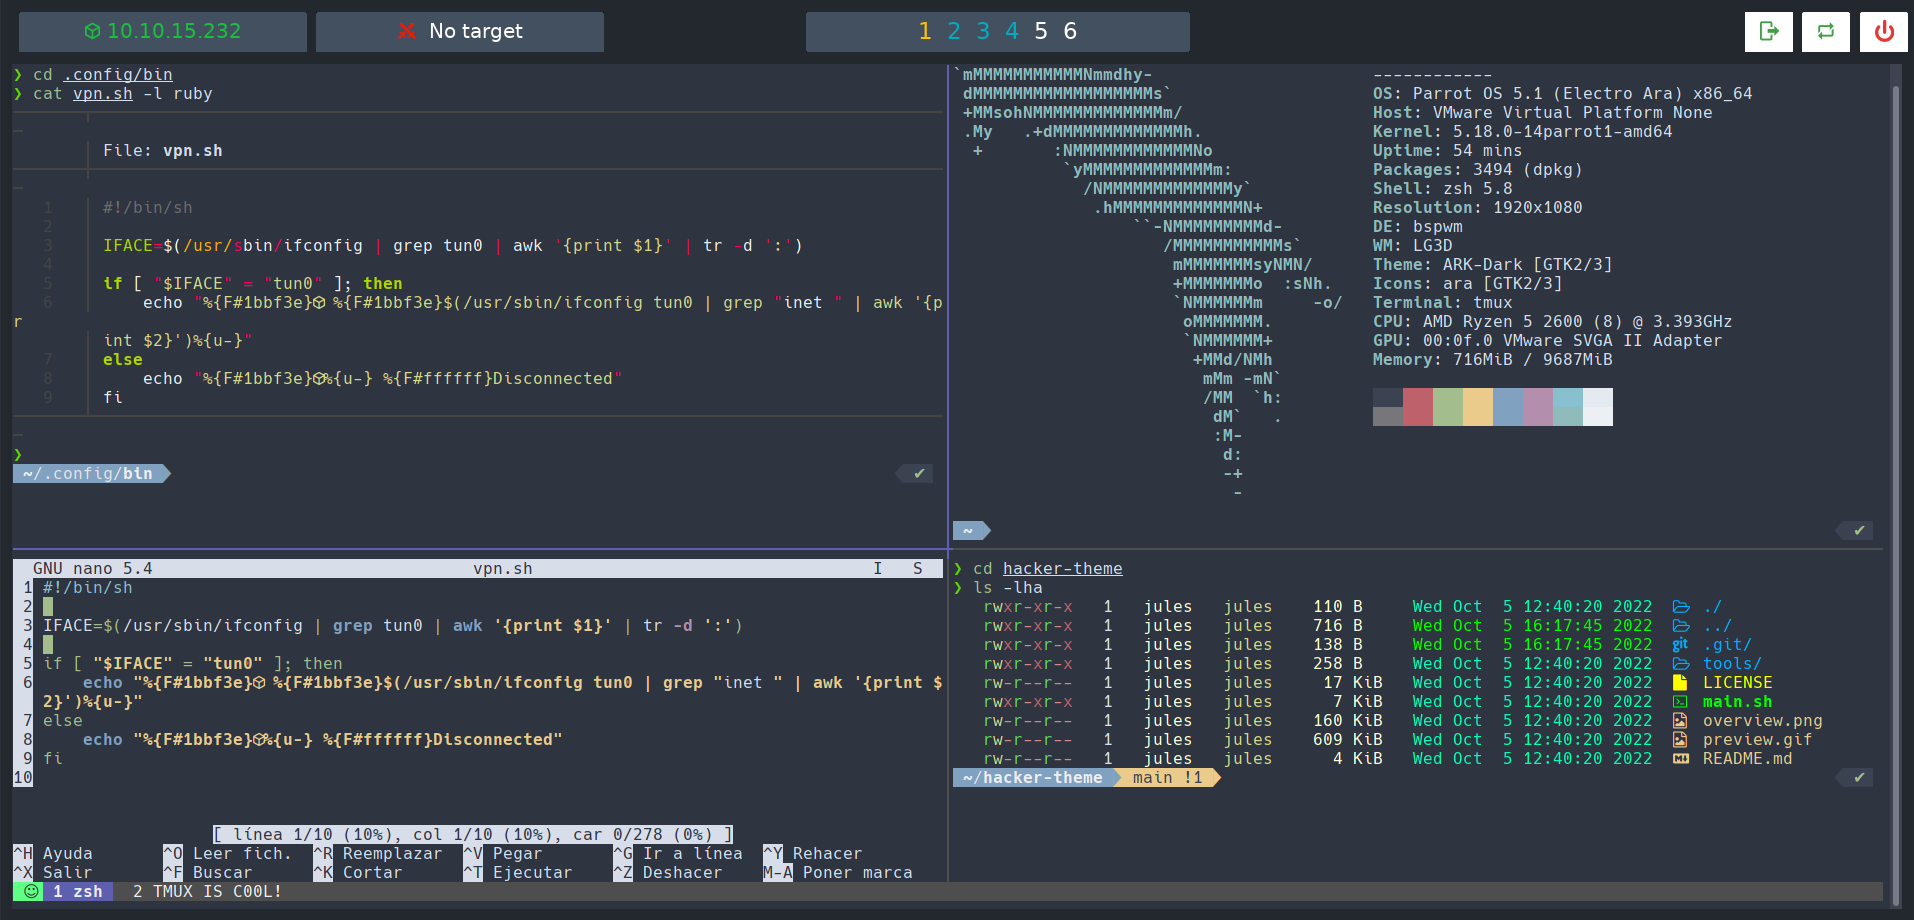 10.10.15.232
No target
1 2 3 4 5 6
❯ cd .config/bin
❯ cat vpn.sh -l ruby
File: vpn.sh
1 #!/bin/sh
2
3 IFACE=$(/usr/sbin/ifconfig | grep tun0 | awk '{print $1}' | tr -d ':')
4
5 if [ "$IFACE" = "tun0" ]; then
6 echo "%{F#1bbf3e} %{F#1bbf3e}$(/usr/sbin/ifconfig tun0 | grep "inet " | awk '{p
r
int $2}')%{u-}"
7 else
8 echo "%{F#1bbf3e}%{u-} %{F#ffffff}Disconnected"
9 fi
❯
~/.config/bin ✔
`mMMMMMMMMMMMNmmdhy-
dMMMMMMMMMMMMMMMMMMs`
+MMsohNMMMMMMMMMMMMMm/
.My   .+dMMMMMMMMMMMMMh.
+       :NMMMMMMMMMMMMNo
`yMMMMMMMMMMMMMm:
/NMMMMMMMMMMMMMy`
.hMMMMMMMMMMMMMN+
``-NMMMMMMMMMd-
/MMMMMMMMMMMs`
mMMMMMMMsyNMN/
+MMMMMMMo  :sNh.
`NMMMMMMm     -o/
oMMMMMMM.
`NMMMMMM+
+MMd/NMh
mMm -mN`
/MM  `h:
dM`   .
:M-
d:
-+
-
------------
OS: Parrot OS 5.1 (Electro Ara) x86_64
Host: VMware Virtual Platform None
Kernel: 5.18.0-14parrot1-amd64
Uptime: 54 mins
Packages: 3494 (dpkg)
Shell: zsh 5.8
Resolution: 1920x1080
DE: bspwm
WM: LG3D
Theme: ARK-Dark [GTK2/3]
Icons: ara [GTK2/3]
Terminal: tmux
CPU: AMD Ryzen 5 2600 (8) @ 3.393GHz
GPU: 00:0f.0 VMware SVGA II Adapter
Memory: 716MiB / 9687MiB
~ ✔
GNU nano 5.4 vpn.sh I S
1 #!/bin/sh
2
3 IFACE=$(/usr/sbin/ifconfig | grep tun0 | awk '{print $1}' | tr -d ':')
4
5 if [ "$IFACE" = "tun0" ]; then
6 echo "%{F#1bbf3e} %{F#1bbf3e}$(/usr/sbin/ifconfig tun0 | grep "inet " | awk '{print $
2}')%{u-}"
7 else
8 echo "%{F#1bbf3e}%{u-} %{F#ffffff}Disconnected"
9 fi
10
[ línea 1/10 (10%), col 1/10 (10%), car 0/278 (0%) ]
^H Ayuda ^O Leer fich. ^R Reemplazar ^V Pegar ^G Ir a línea ^Y Rehacer
^X Salir ^F Buscar ^K Cortar ^T Ejecutar ^Z Deshacer M-A Poner marca
❯ cd hacker-theme
❯ ls -lha
rwxr-xr-x 1 jules jules 110 B Wed Oct 5 12:40:20 2022 ./
rwxr-xr-x 1 jules jules 716 B Wed Oct 5 16:17:45 2022 ../
rwxr-xr-x 1 jules jules 138 B Wed Oct 5 16:17:45 2022 git .git/
rwxr-xr-x 1 jules jules 258 B Wed Oct 5 12:40:20 2022 tools/
rw-r--r-- 1 jules jules 17 KiB Wed Oct 5 12:40:20 2022 LICENSE
rwxr-xr-x 1 jules jules 7 KiB Wed Oct 5 12:40:20 2022 main.sh
rw-r--r-- 1 jules jules 160 KiB Wed Oct 5 12:40:20 2022 overview.png
rw-r--r-- 1 jules jules 609 KiB Wed Oct 5 12:40:20 2022 preview.gif
rw-r--r-- 1 jules jules 4 KiB Wed Oct 5 12:40:20 2022 README.md
~/hacker-theme main !1 ✔
1 zsh 2 TMUX IS C00L!